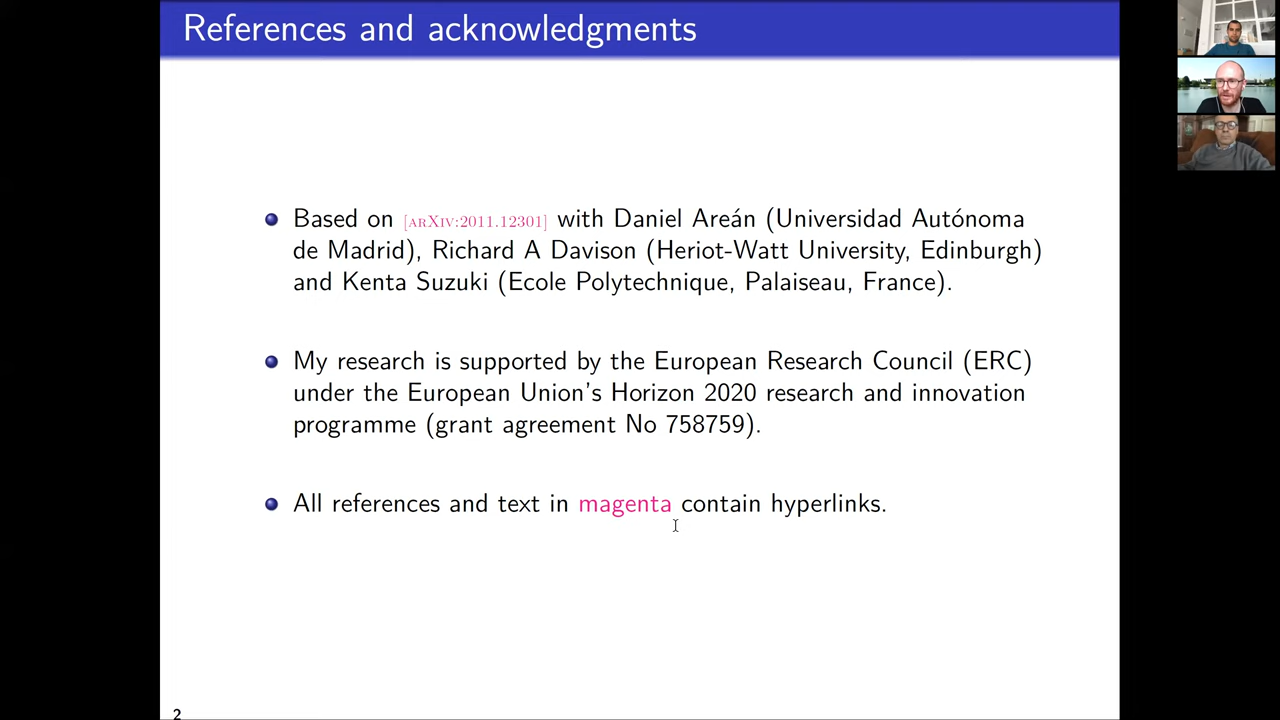 References and acknowledgments
Based on [arXiv:2011.12301] with Daniel Areán (Universidad Autónoma
de Madrid), Richard A Davison (Heriot-Watt University, Edinburgh)
and Kenta Suzuki (Ecole Polytechnique, Palaiseau, France).
My research is supported by the European Research Council (ERC)
under the European Union's Horizon 2020 research and innovation
programme (grant agreement No 758759).
All references and text in magenta contain hyperlinks.
2